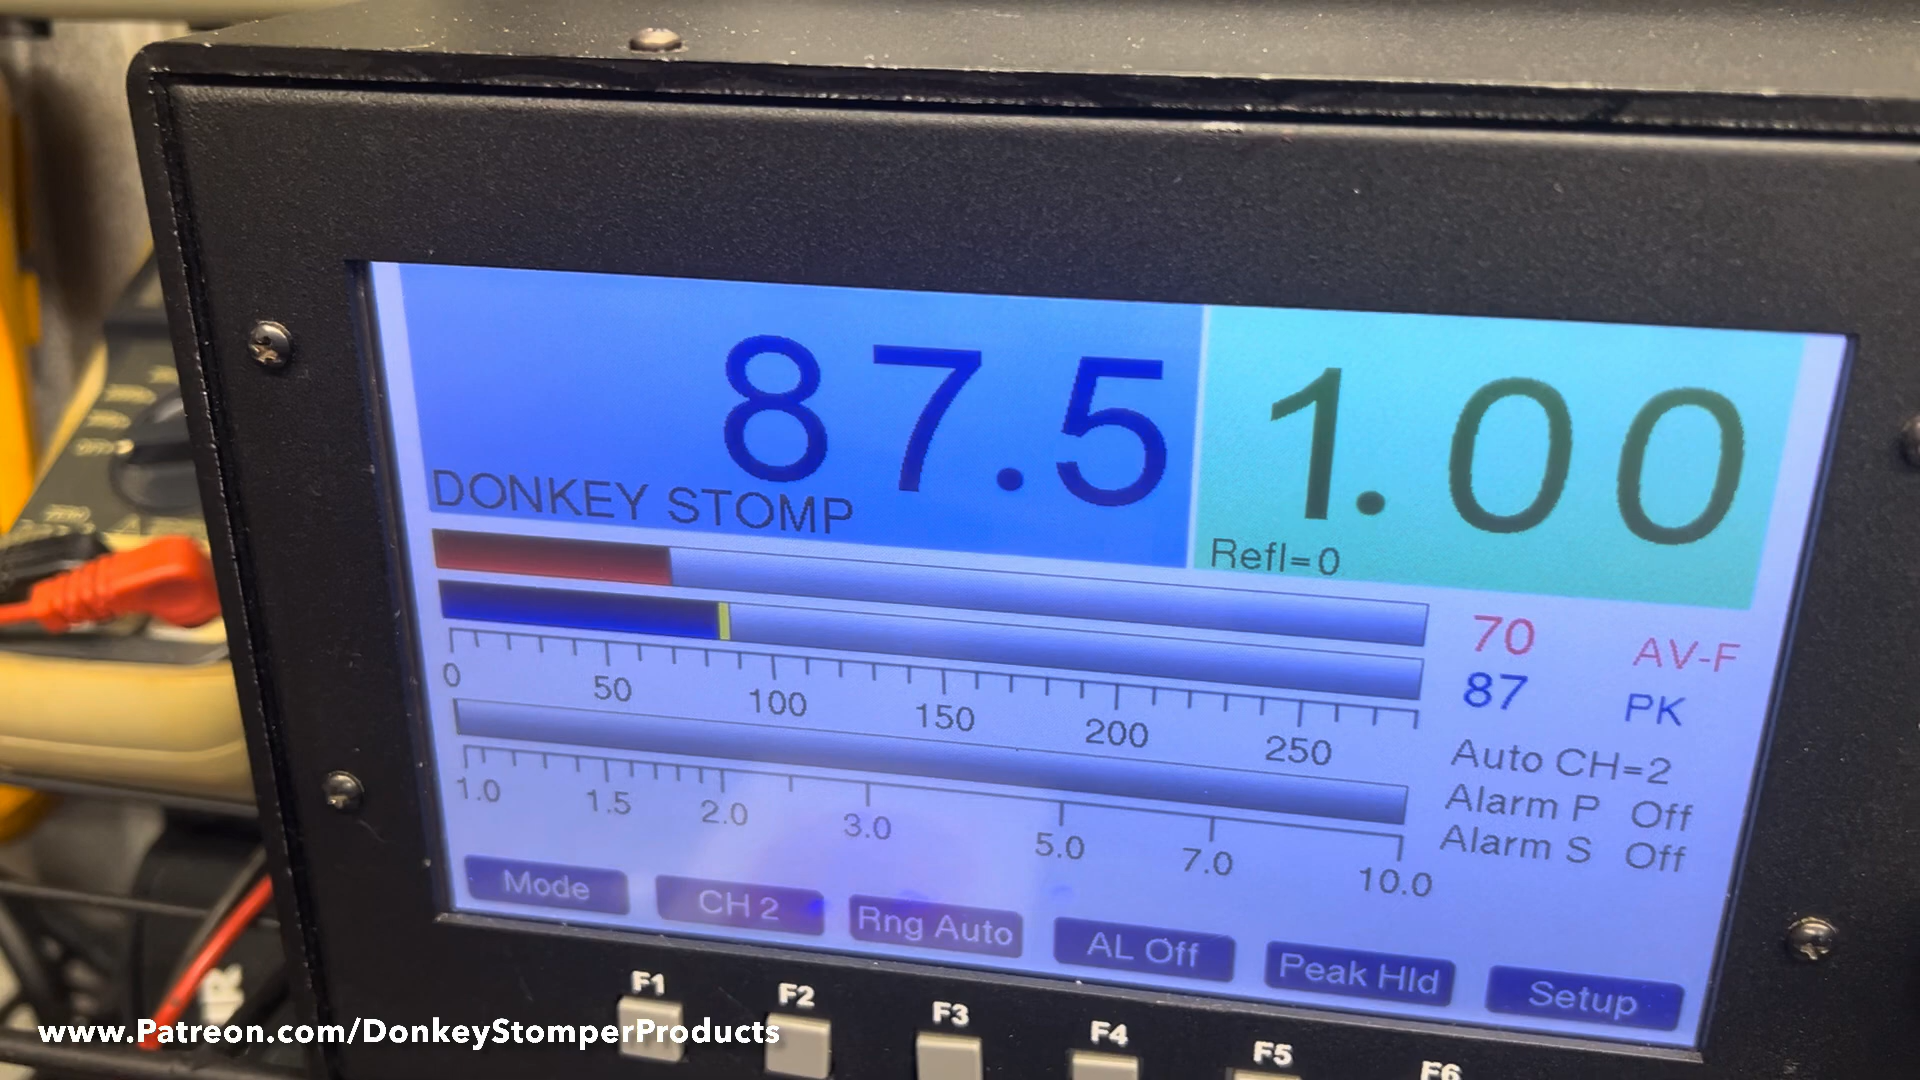 87.5
DONKEY STOMP
1.00
Refl=0
70 AV-F
87 PK
0 50 100 150 200 250
Auto CH=2
Alarm P Off
Alarm S Off
1.0 1.5 2.0 3.0 5.0 7.0 10.0
Mode CH 2 Rng Auto AL Off Peak Hld Setup
F1 F2 F3 F4 F5 F6
www.Patreon.com/DonkeyStomperProducts